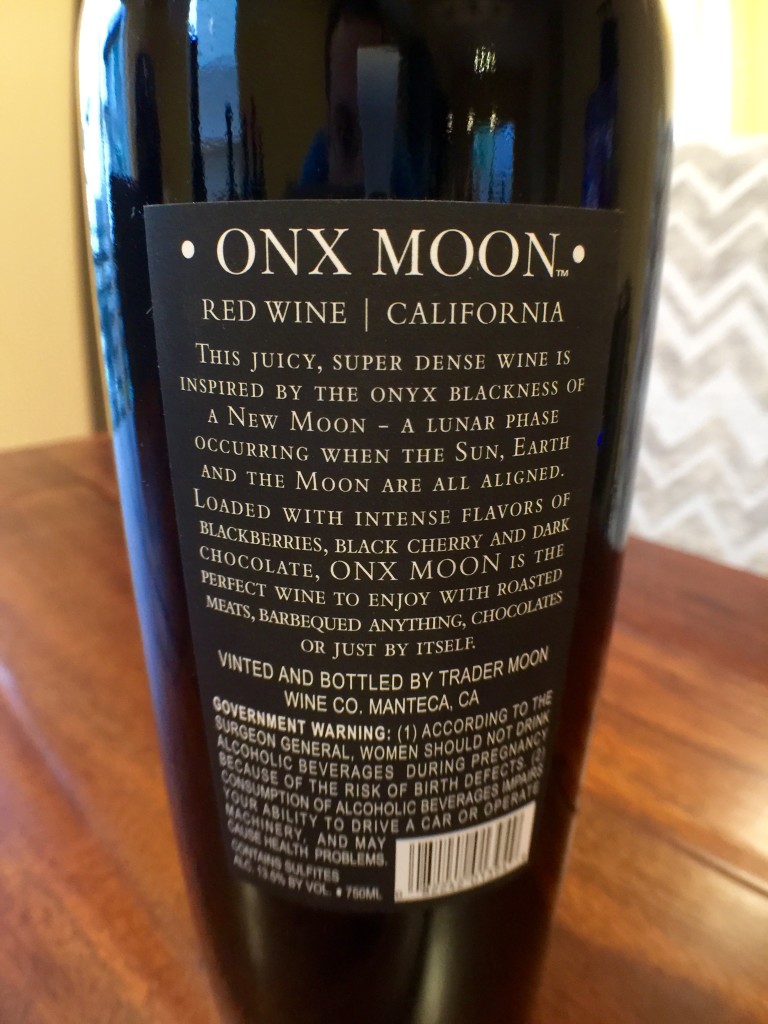 • ONX MOON™ •
RED WINE | CALIFORNIA
THIS JUICY, SUPER DENSE WINE IS
INSPIRED BY THE ONYX BLACKNESS OF
A NEW MOON – A LUNAR PHASE
OCCURRING WHEN THE SUN, EARTH
AND THE MOON ARE ALL ALIGNED.
LOADED WITH INTENSE FLAVORS OF
BLACKBERRIES, BLACK CHERRY AND DARK
CHOCOLATE, ONX MOON IS THE
PERFECT WINE TO ENJOY WITH ROASTED
MEATS, BARBEQUED ANYTHING, CHOCOLATES
OR JUST BY ITSELF.
VINTED AND BOTTLED BY TRADER MOON
WINE CO. MANTECA, CA
GOVERNMENT WARNING: (1) ACCORDING TO THE
SURGEON GENERAL, WOMEN SHOULD NOT DRINK
ALCOHOLIC BEVERAGES DURING PREGNANCY
BECAUSE OF THE RISK OF BIRTH DEFECTS. (2)
CONSUMPTION OF ALCOHOLIC BEVERAGES IMPAIRS
YOUR ABILITY TO DRIVE A CAR OR OPERATE
MACHINERY, AND MAY
CAUSE HEALTH PROBLEMS.
CONTAINS SULFITES
ALC. 13.5% BY VOL. • 750ML